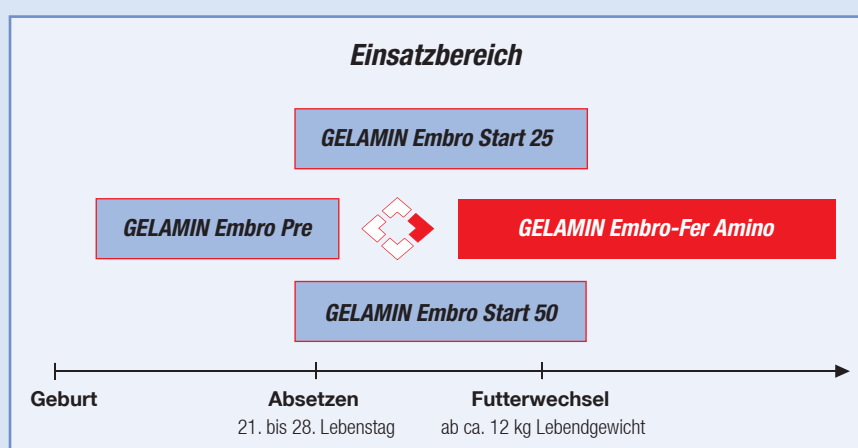 Einsatzbereich
GELAMIN Embro Start 25
GELAMIN Embro Pre
GELAMIN Embro-Fer Amino
GELAMIN Embro Start 50
Geburt
Absetzen
21. bis 28. Lebenstag
Futterwechsel
ab ca. 12 kg Lebendgewicht